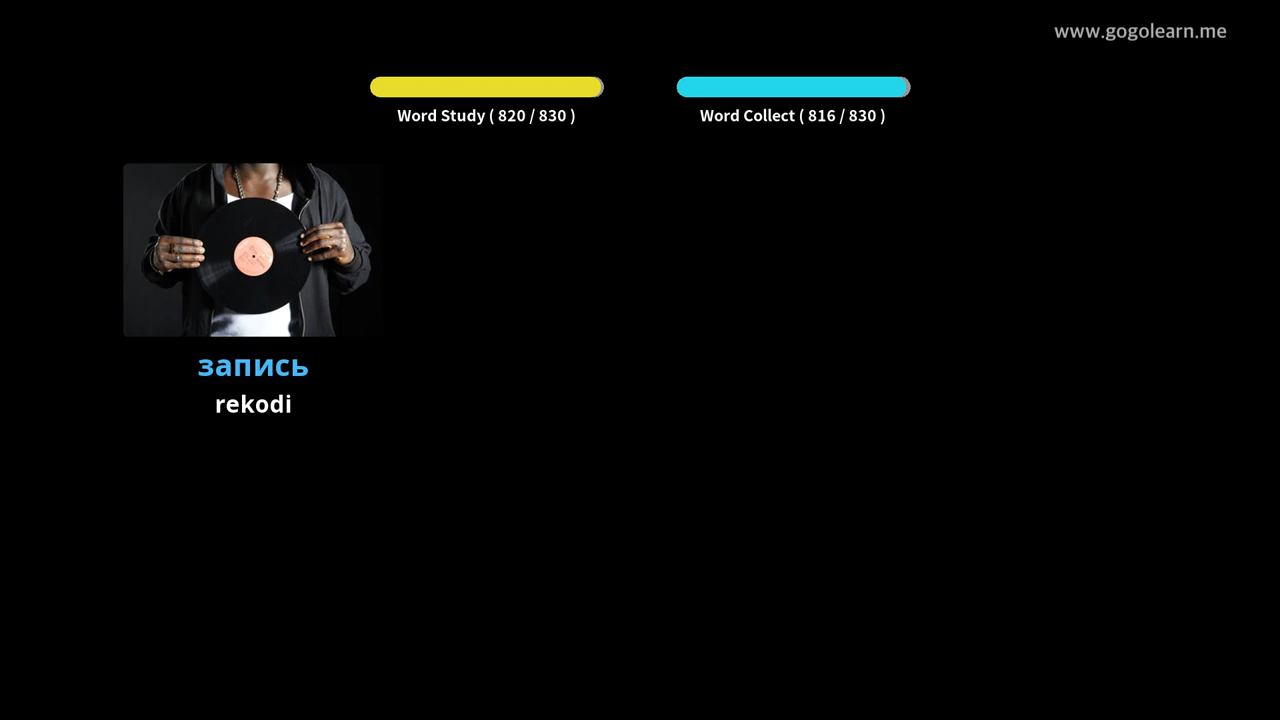 www.gogolearn.me
Word Study ( 820 / 830 )
Word Collect ( 816 / 830 )
запись
rekodi